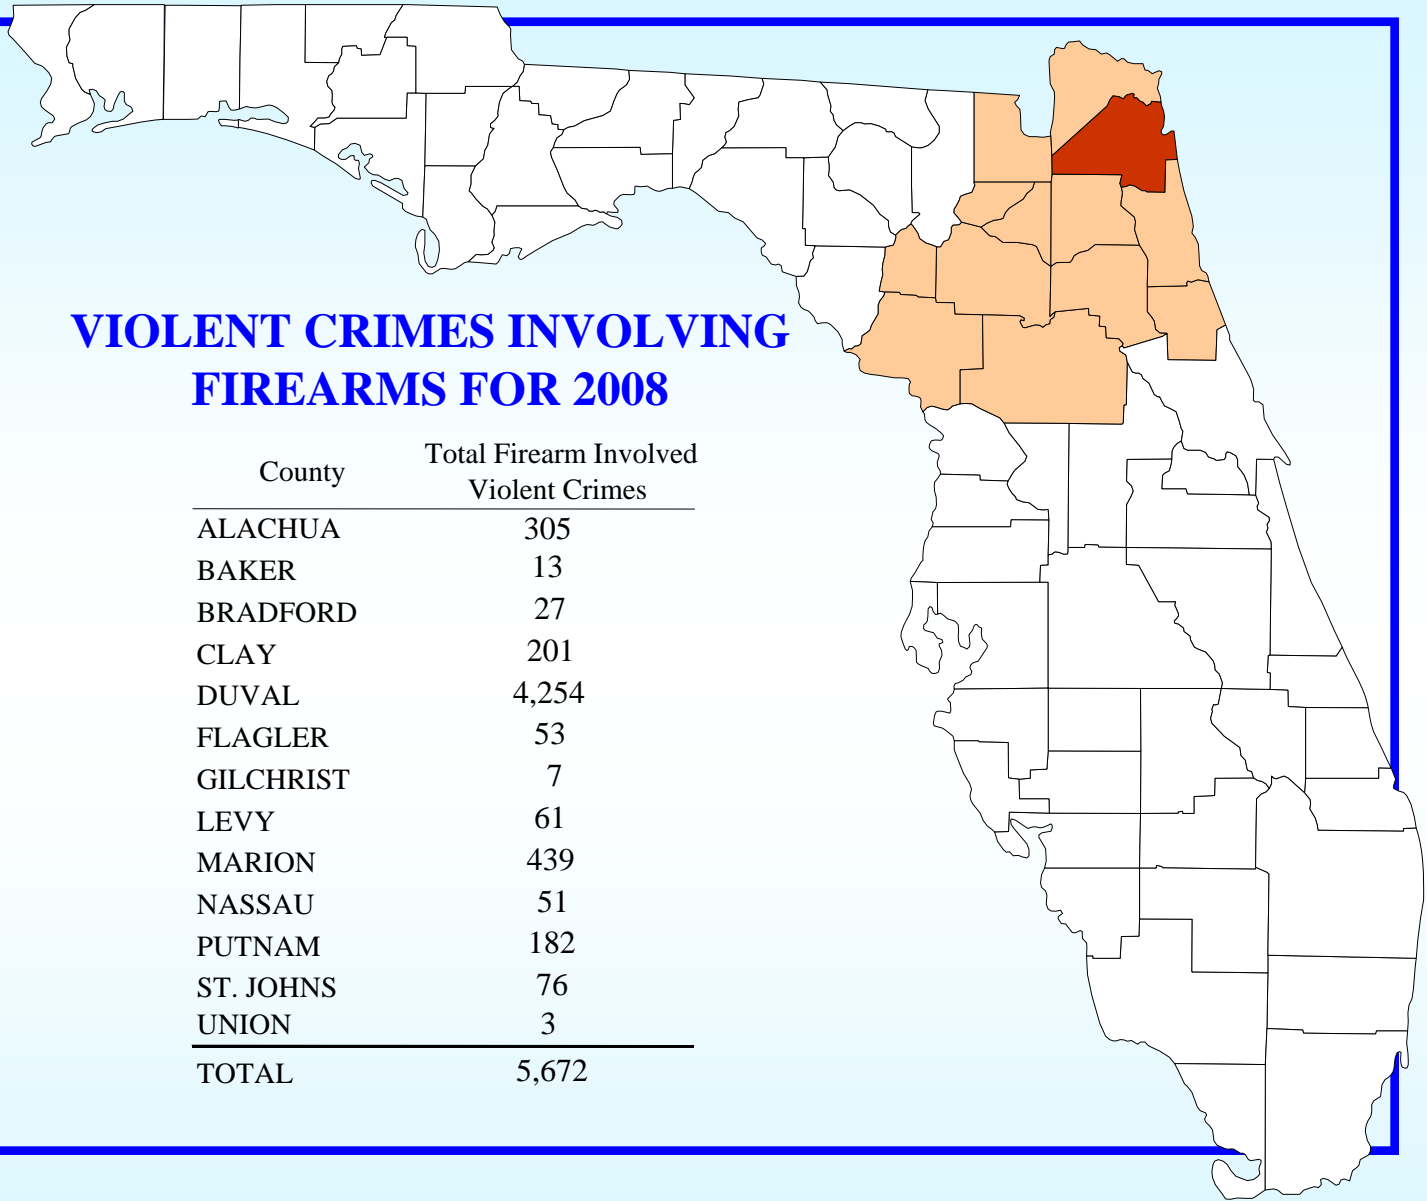 VIOLENT CRIMES INVOLVING
FIREARMS FOR 2008
County Total Firearm Involved
Violent Crimes
ALACHUA 305
BAKER 13
BRADFORD 27
CLAY 201
DUVAL 4,254
FLAGLER 53
GILCHRIST 7
LEVY 61
MARION 439
NASSAU 51
PUTNAM 182
ST. JOHNS 76
UNION 3
TOTAL 5,672